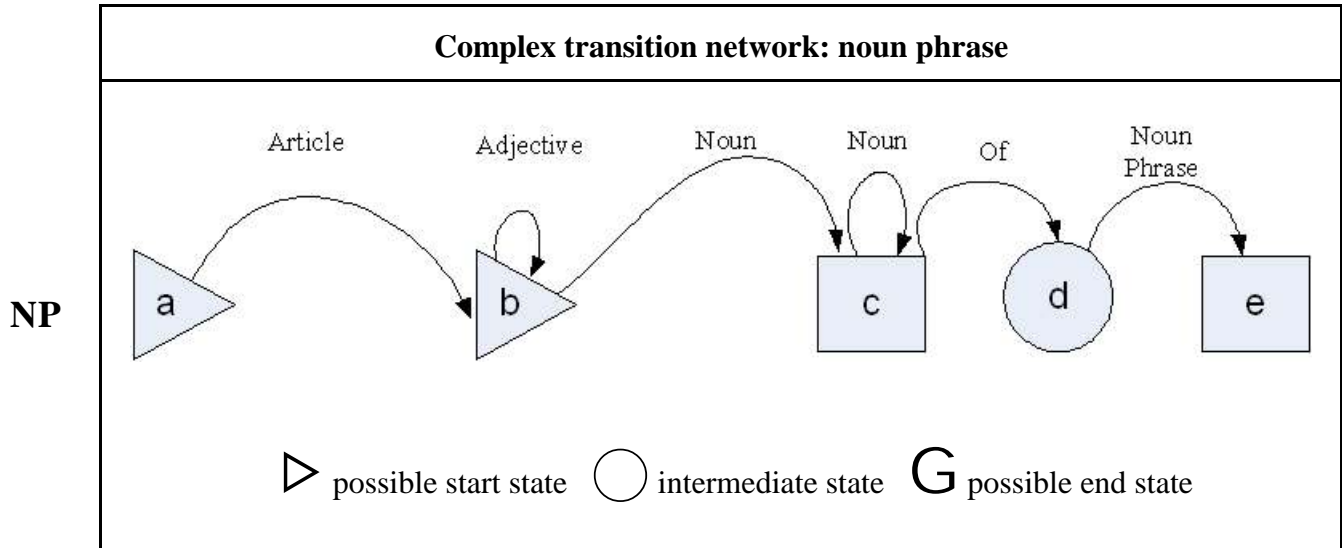 Complex transition network: noun phrase
Article
Adjective
Noun
Noun
Of
Noun
Phrase
NP
a
b
c
d
e
possible start state
intermediate state
G possible end state